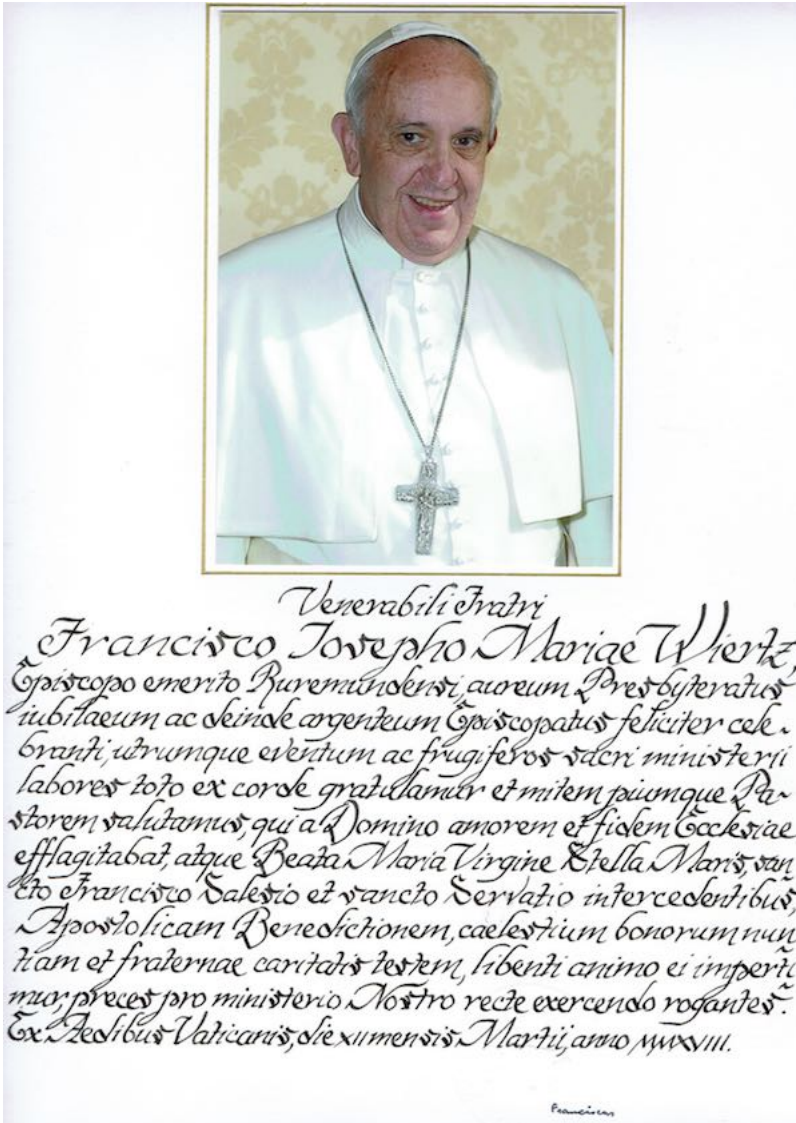 Venerabili Fratri
Francisco Iosepho Mariae Wiertz,
Episcopo emerito Ruremundensi, aureum Presbyteratus
iubilaeum ac deinde argenteum Episcopatus feliciter cele-
branti, utrumque eventum ac frugiferos sacri ministerii
labores toto ex corde gratulamur et mitem piumque Pa-
storem salutamus, qui a Domino amorem et fidem Ecclesiae
efflagitabat, atque Beata Maria Virgine Stella Maris, san
cto Francisco Salesio et sancto Servatio intercedentibus,
Apostolicam Benedictionem, caelestium bonorum nun
tiam et fraternae caritatis testem, libenti animo ei imperti
mur, preces pro ministerio Nostro recte exercendo rogantes.
Ex Aedibus Vaticanis, die XII mensis Martii, anno MMXVIII.
Franciscus